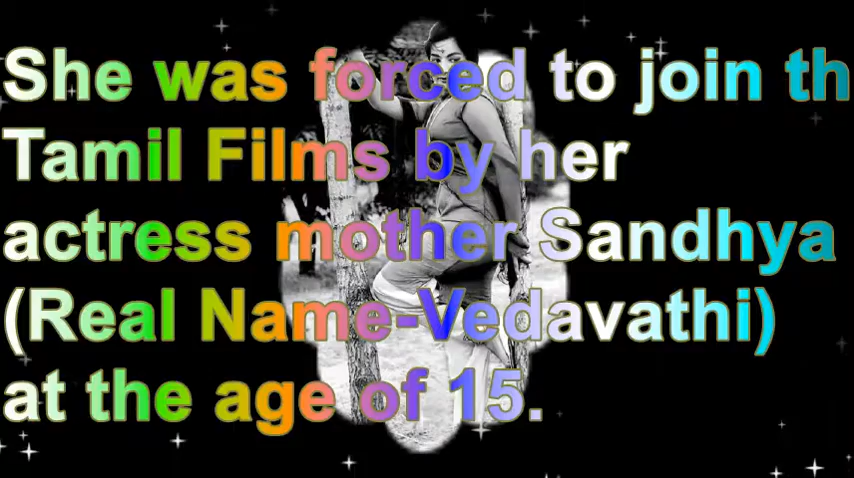 She was forced to join th
Tamil Films by her
actress mother Sandhya
(Real Name-Vedavathi)
at the age of 15.